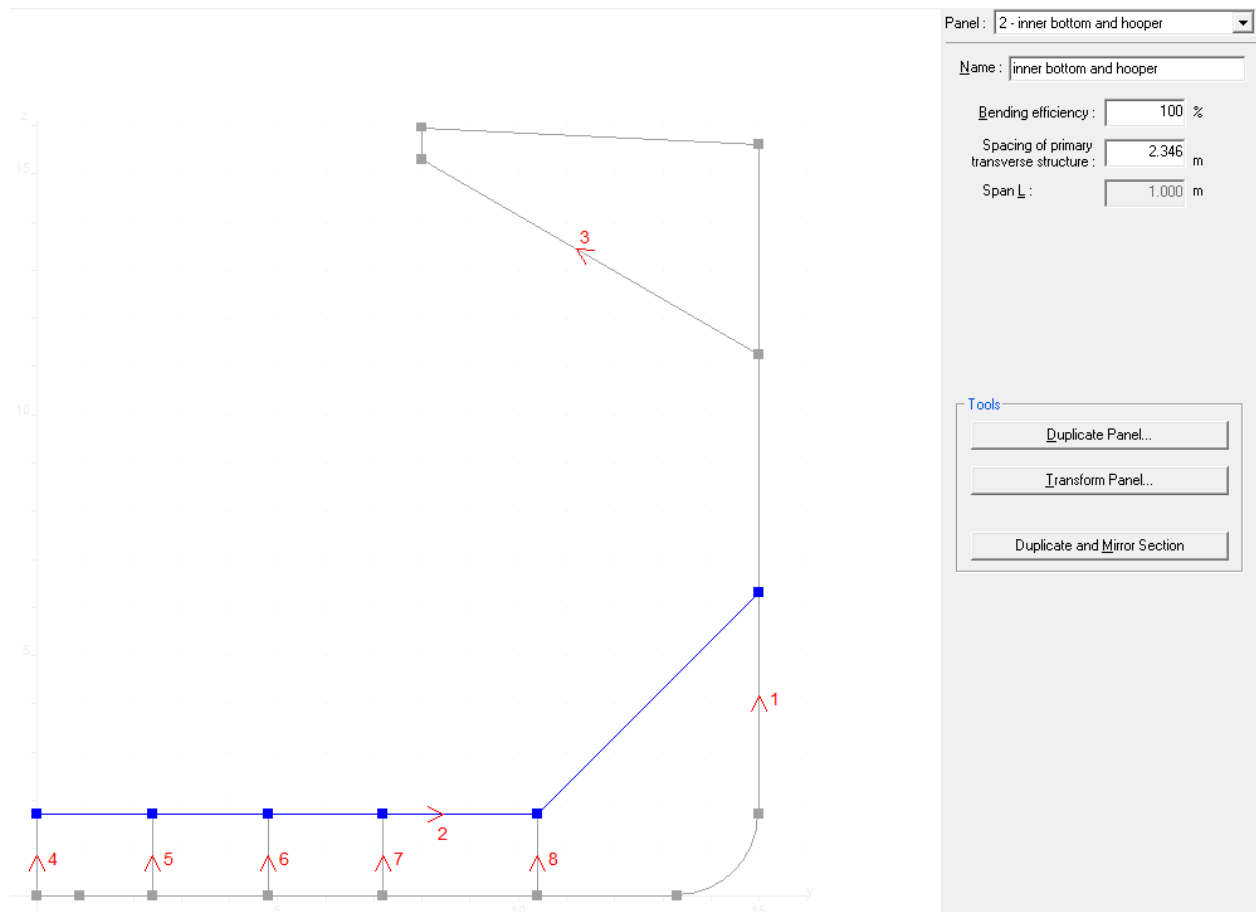 Panel : 2 - inner bottom and hooper
Name : inner bottom and hooper
Bending efficiency : 100 %
Spacing of primary
transverse structure : 2.346 m
Span L : 1.000 m
Tools
Duplicate Panel...
Transform Panel...
Duplicate and Mirror Section
z
15
3
10
5
1
2
4
5
6
7
8
5
10
15
y